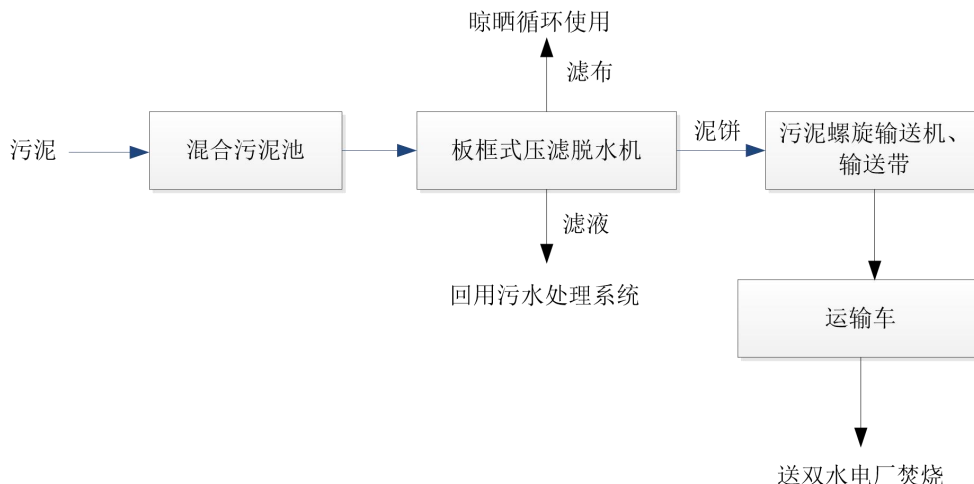 晾晒循环使用
滤布
污泥
混合污泥池
板框式压滤脱水机
泥饼
污泥螺旋输送机、
输送带
滤液
回用污水处理系统
运输车
送双水电厂焚烧